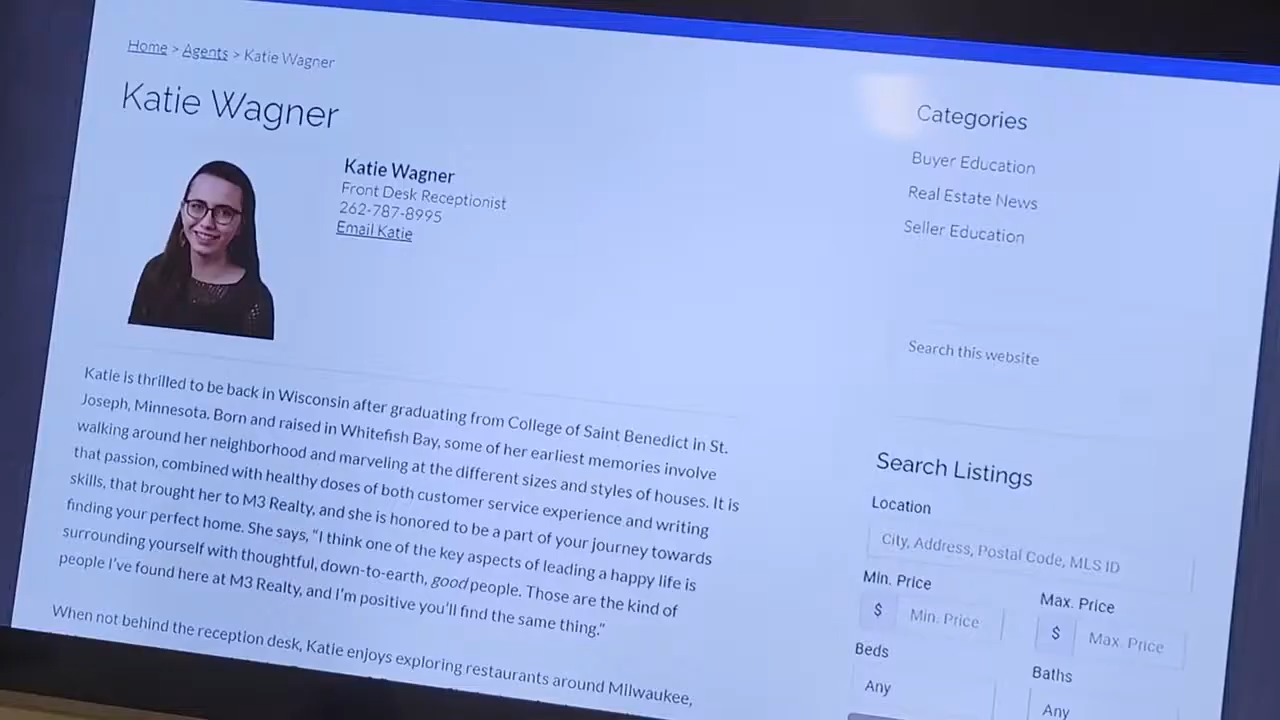 Home > Agents > Katie Wagner
Katie Wagner
Katie Wagner
Front Desk Receptionist
262-787-8995
Email Katie
Katie is thrilled to be back in Wisconsin after graduating from College of Saint Benedict in St.
Joseph, Minnesota. Born and raised in Whitefish Bay, some of her earliest memories involve
walking around her neighborhood and marveling at the different sizes and styles of houses. It is
that passion, combined with healthy doses of both customer service experience and writing
skills, that brought her to M3 Realty, and she is honored to be a part of your journey towards
finding your perfect home. She says, “I think one of the key aspects of leading a happy life is
surrounding yourself with thoughtful, down-to-earth, good people. Those are the kind of
people I’ve found here at M3 Realty, and I’m positive you’ll find the same thing.”
When not behind the reception desk, Katie enjoys exploring restaurants around Milwaukee,
Categories
Buyer Education
Real Estate News
Seller Education
Search this website
Search Listings
Location
City, Address, Postal Code, MLS ID
Min. Price
Max. Price
$ Min. Price
$ Max. Price
Beds
Baths
Any
Any